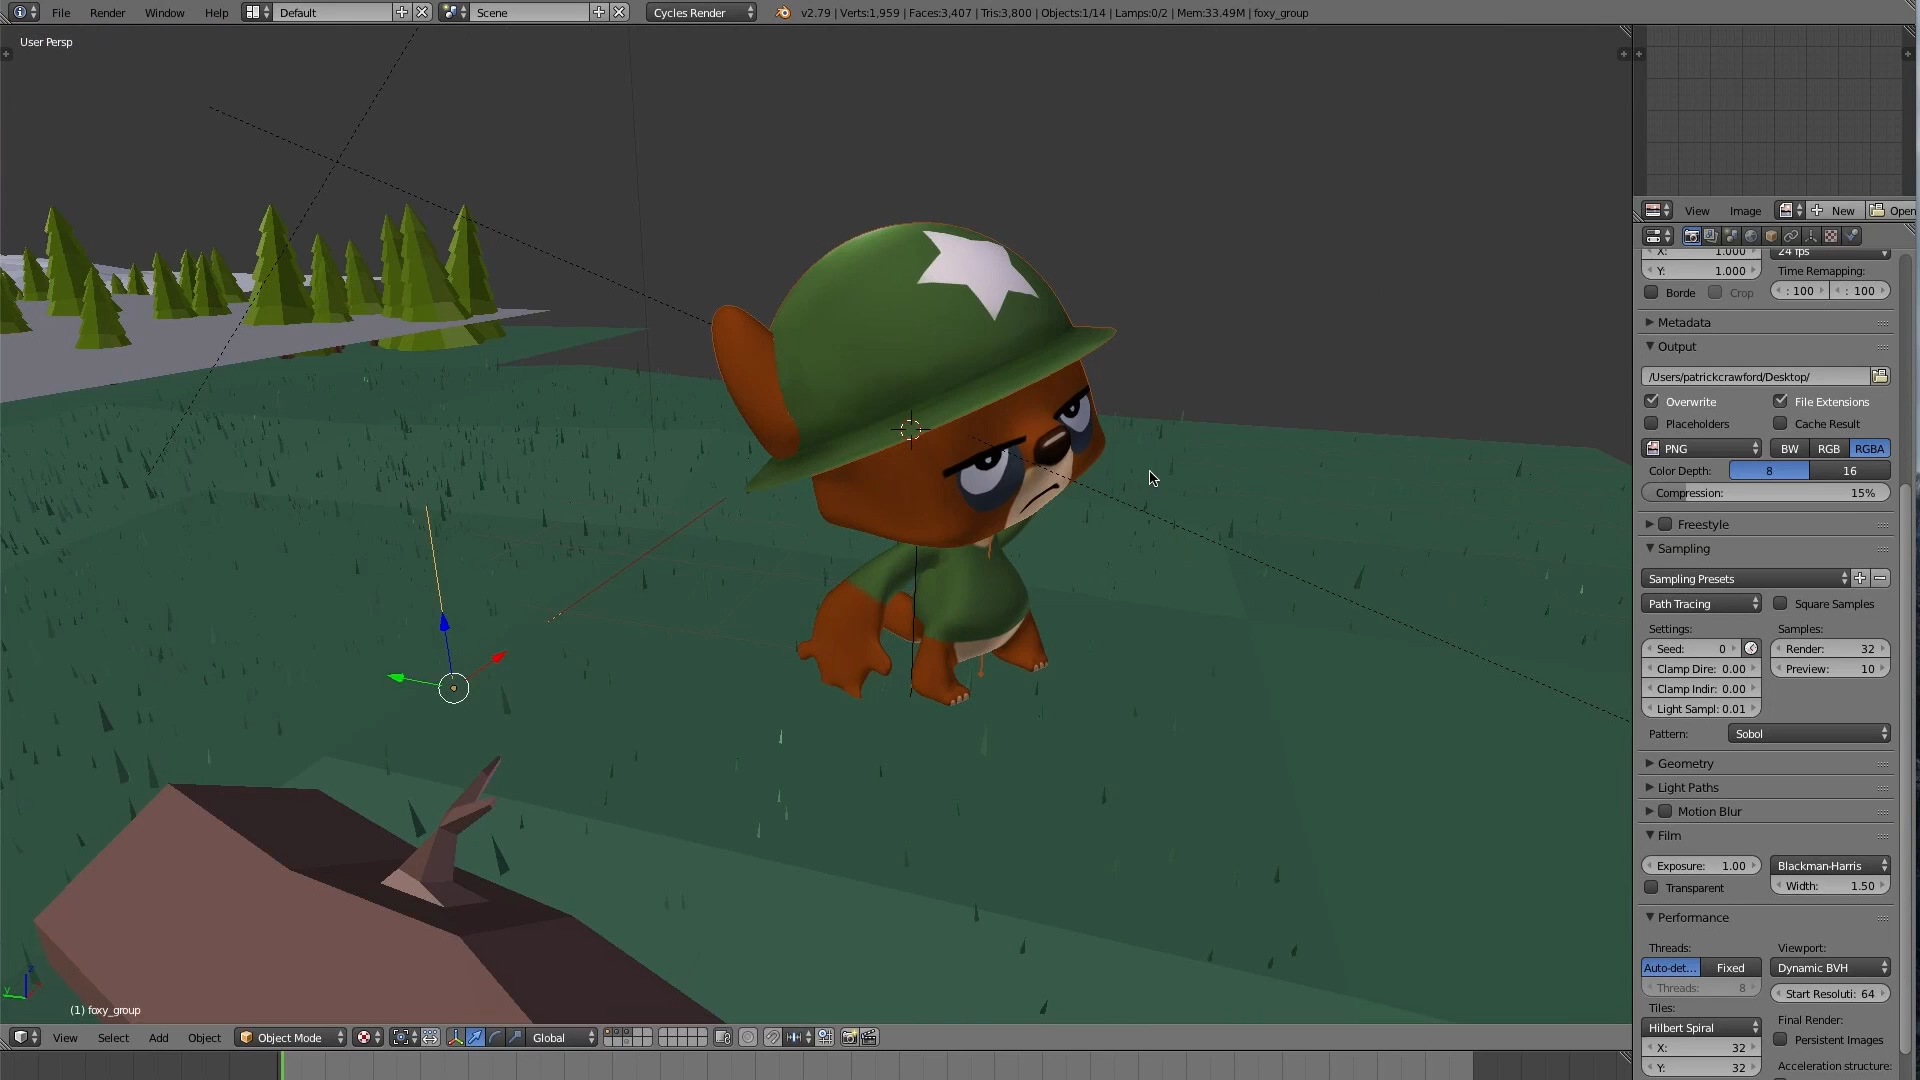 File Render Window Help Default Scene Cycles Render v2.79 | Verts:1,959 | Faces:3,407 | Tris:3,800 | Objects:1/14 | Lamps:0/2 | Mem:33.49M | foxy_group
User Persp
View Image New Open
X: 1.000 24 fps
Y: 1.000 Time Remapping:
Borde Crop : 100 : 100
Metadata
Output
/Users/patrickcrawford/Desktop/
Overwrite File Extensions
Placeholders Cache Result
PNG BW RGB RGBA
Color Depth: 8 16
Compression: 15%
Freestyle
Sampling
Sampling Presets
Path Tracing Square Samples
Settings: Samples:
Seed: 0 Render: 32
Clamp Dire: 0.00 Preview: 10
Clamp Indir: 0.00
Light Sampl: 0.01
Pattern: Sobol
Geometry
Light Paths
Motion Blur
Film
Exposure: 1.00 Blackman-Harris
Transparent Width: 1.50
Performance
Threads: Viewport:
Auto-det... Fixed Dynamic BVH
Threads: 8 Start Resoluti: 64
Tiles: Final Render:
Hilbert Spiral Persistent Images
X: 32
Y: 32 Acceleration structure:
z
y
(1) foxy_group
View Select Add Object Object Mode Global